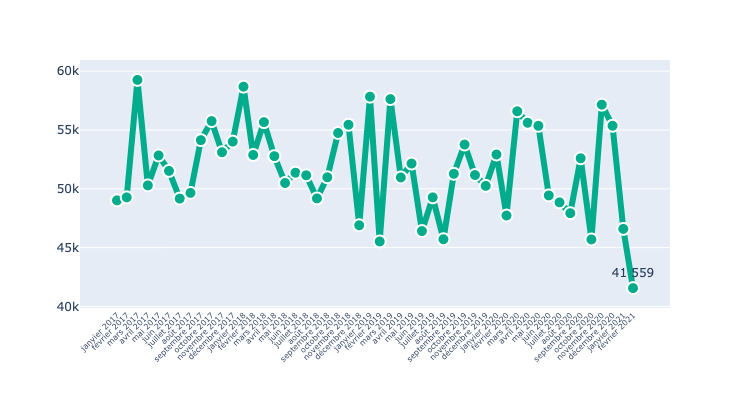 60k
55k
50k
45k
40k
41,559
janvier 2017
février 2017
mars 2017
avril 2017
mai 2017
juin 2017
juillet 2017
août 2017
septembre 2017
octobre 2017
novembre 2017
décembre 2017
janvier 2018
février 2018
mars 2018
avril 2018
mai 2018
juin 2018
juillet 2018
août 2018
septembre 2018
octobre 2018
novembre 2018
décembre 2018
janvier 2019
février 2019
mars 2019
avril 2019
mai 2019
juin 2019
juillet 2019
août 2019
septembre 2019
octobre 2019
novembre 2019
décembre 2019
janvier 2020
février 2020
mars 2020
avril 2020
mai 2020
juin 2020
juillet 2020
août 2020
septembre 2020
octobre 2020
novembre 2020
décembre 2020
janvier 2021
février 2021